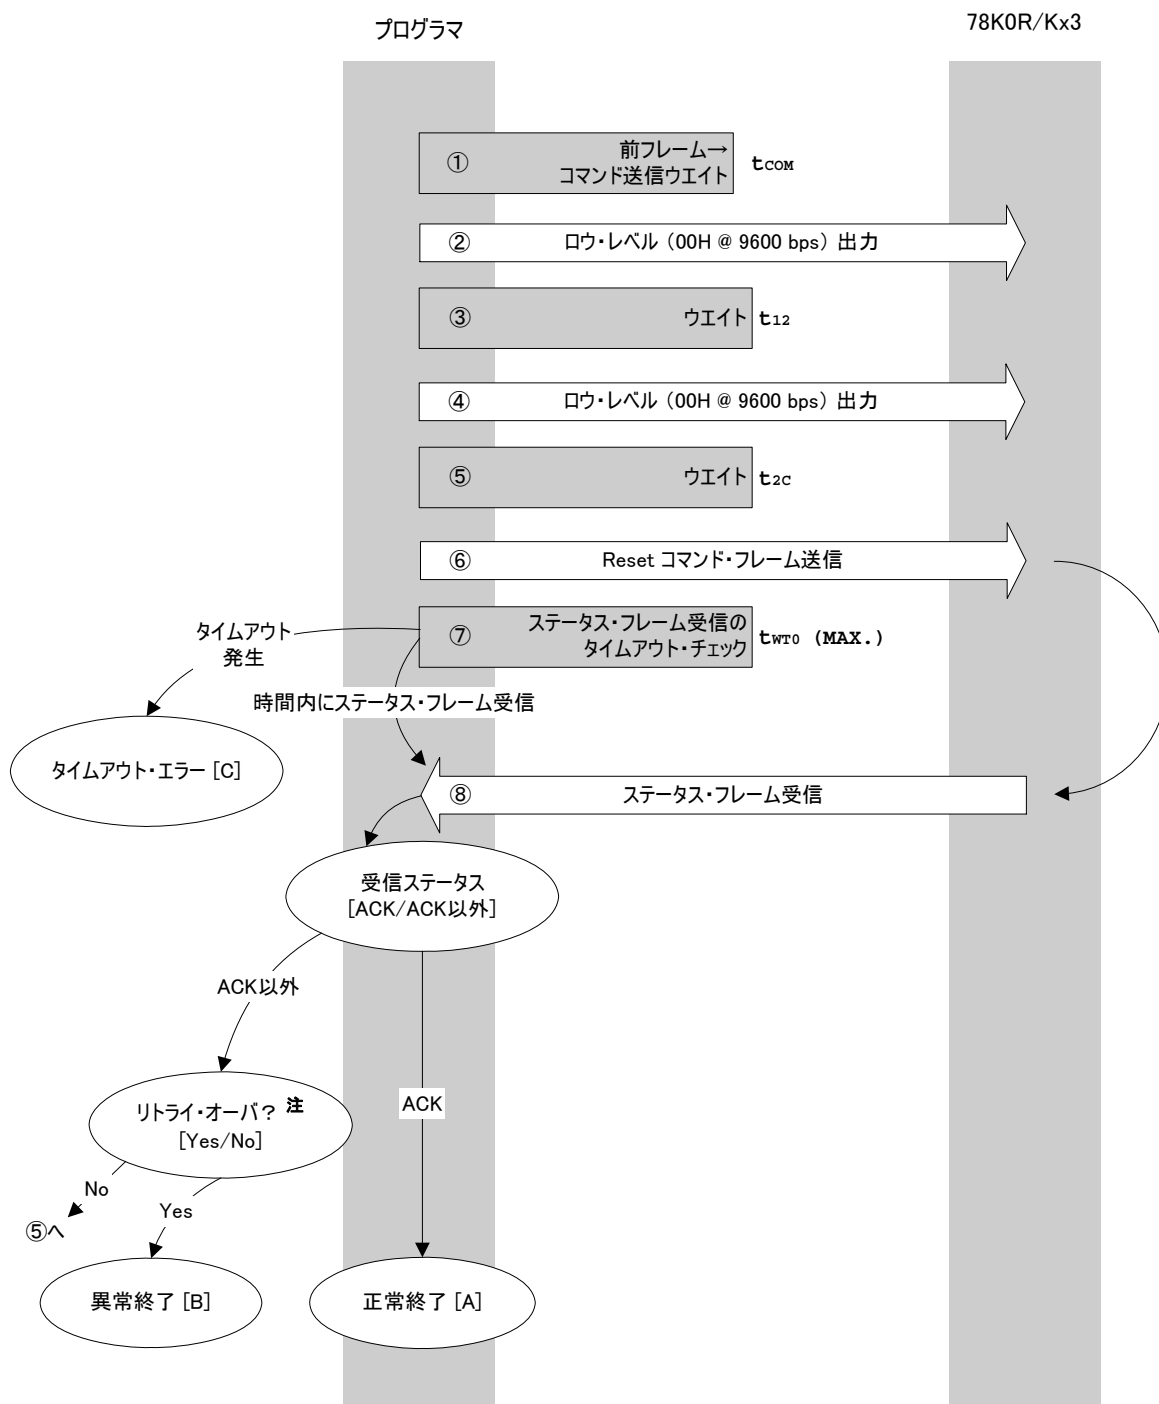 プログラマ
78K0R/Kx3
① 前フレーム→
コマンド送信ウエイト
tCOM
② ロウ・レベル（00H @ 9600 bps）出力
③ ウエイト t12
④ ロウ・レベル（00H @ 9600 bps）出力
⑤ ウエイト t2C
⑥ Reset コマンド・フレーム送信
⑦ ステータス・フレーム受信の
タイムアウト・チェック
tWT0 (MAX.)
タイムアウト
発生
時間内にステータス・フレーム受信
タイムアウト・エラー [C]
⑧ ステータス・フレーム受信
受信ステータス
[ACK/ACK以外]
ACK以外
ACK
リトライ・オーバ？ 注
[Yes/No]
No
Yes
⑤へ
異常終了 [B]
正常終了 [A]